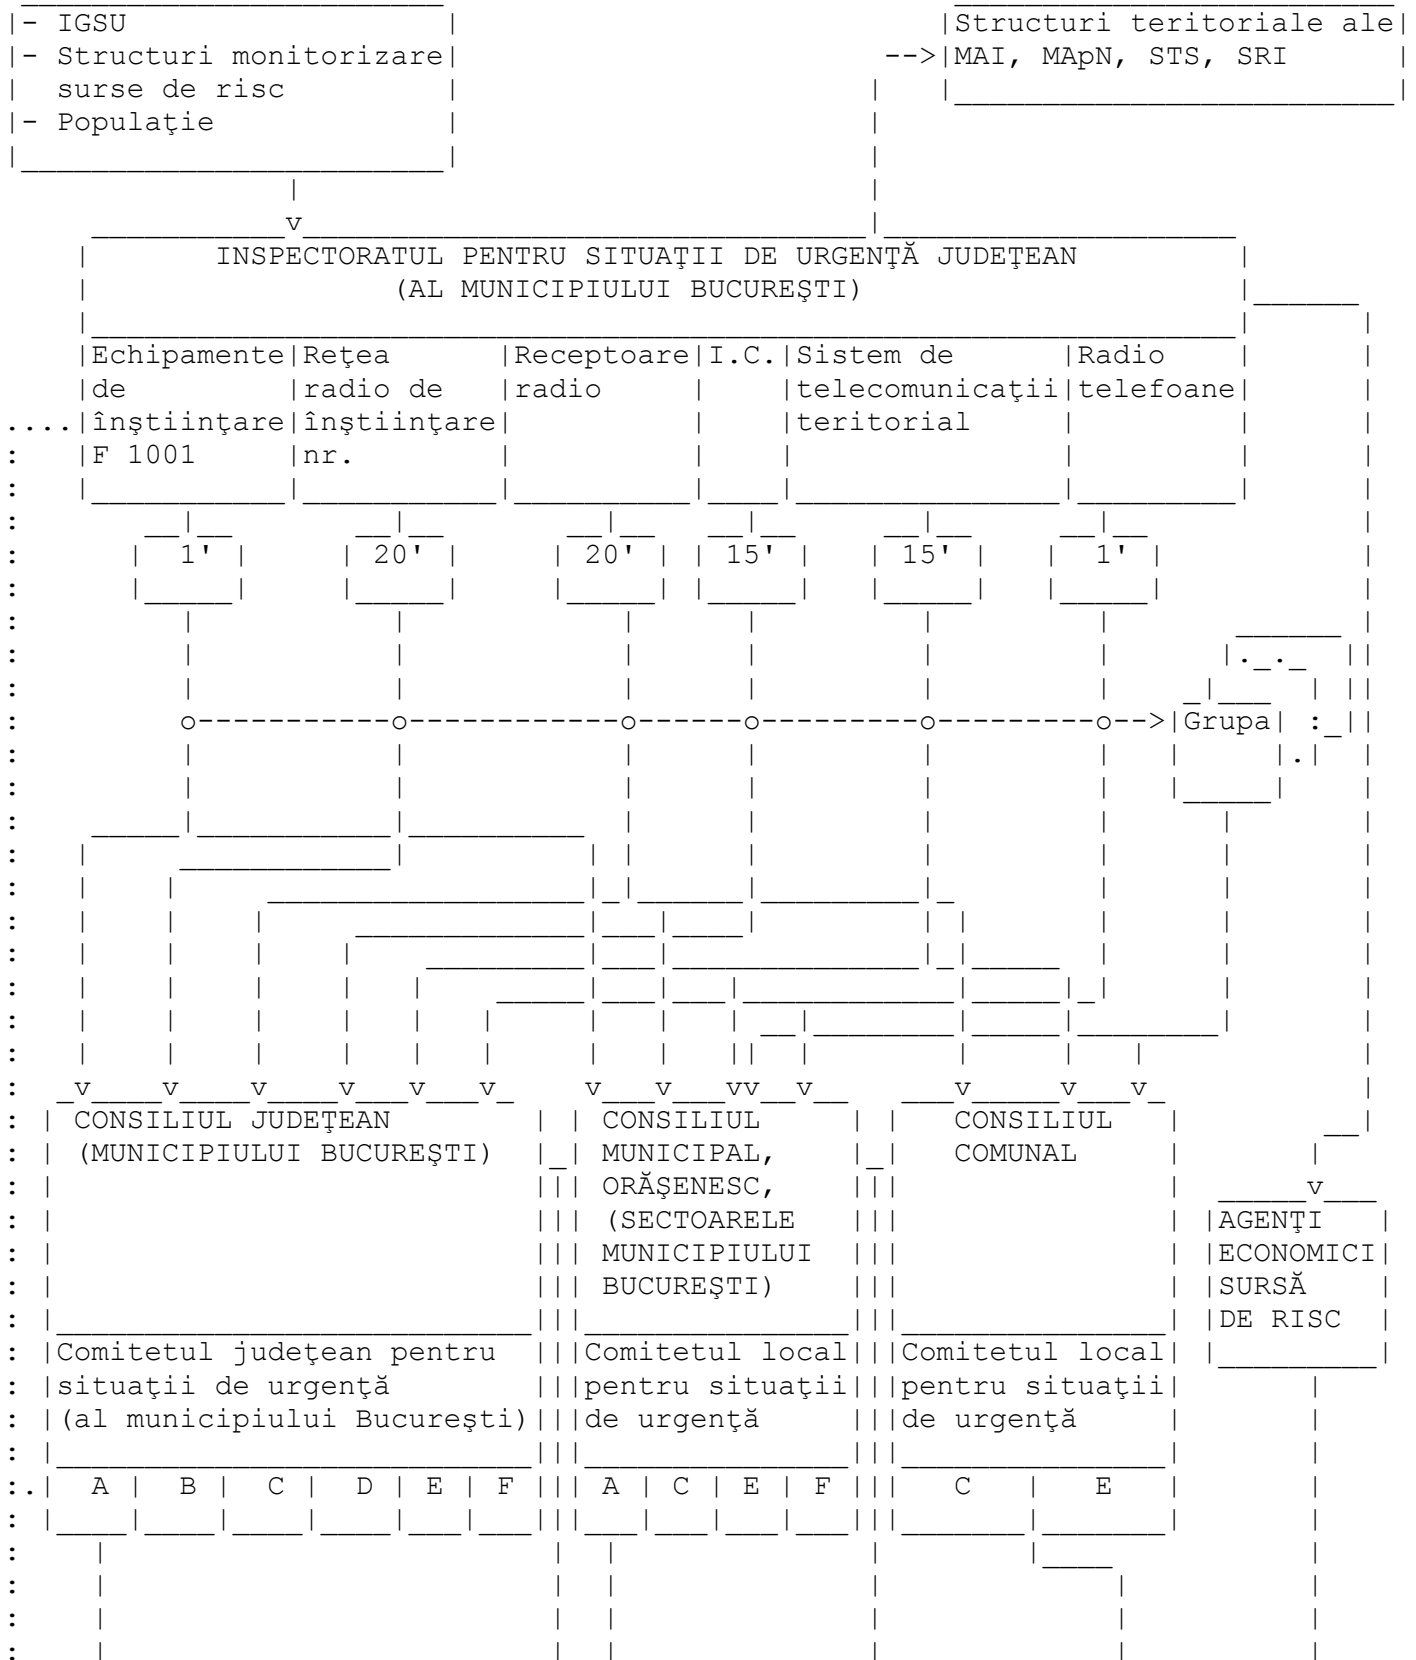 - IGSU
- Structuri monitorizare
surse de risc
- Populaţie
Structuri teritoriale ale
MAI, MApN, STS, SRI
INSPECTORATUL PENTRU SITUAŢII DE URGENŢĂ JUDEŢEAN
(AL MUNICIPIULUI BUCUREŞTI)
Echipamente
de
înştiinţare
F 1001
Reţea
radio de
înştiinţare
nr.
Receptoare
radio
I.C.
Sistem de
telecomunicaţii
teritorial
Radio
telefoane
1' 20' 20' 15' 15' 1'
Grupa
CONSILIUL JUDEŢEAN
(MUNICIPIULUI BUCUREŞTI)
CONSILIUL
MUNICIPAL,
ORĂŞENESC,
(SECTOARELE
MUNICIPIULUI
BUCUREŞTI)
CONSILIUL
COMUNAL
AGENŢI
ECONOMICI
SURSĂ
DE RISC
Comitetul judeţean pentru
situaţii de urgenţă
(al municipiului Bucureşti)
Comitetul local
pentru situaţii
de urgenţă
Comitetul local
pentru situaţii
de urgenţă
A B C D E F A C E F C E